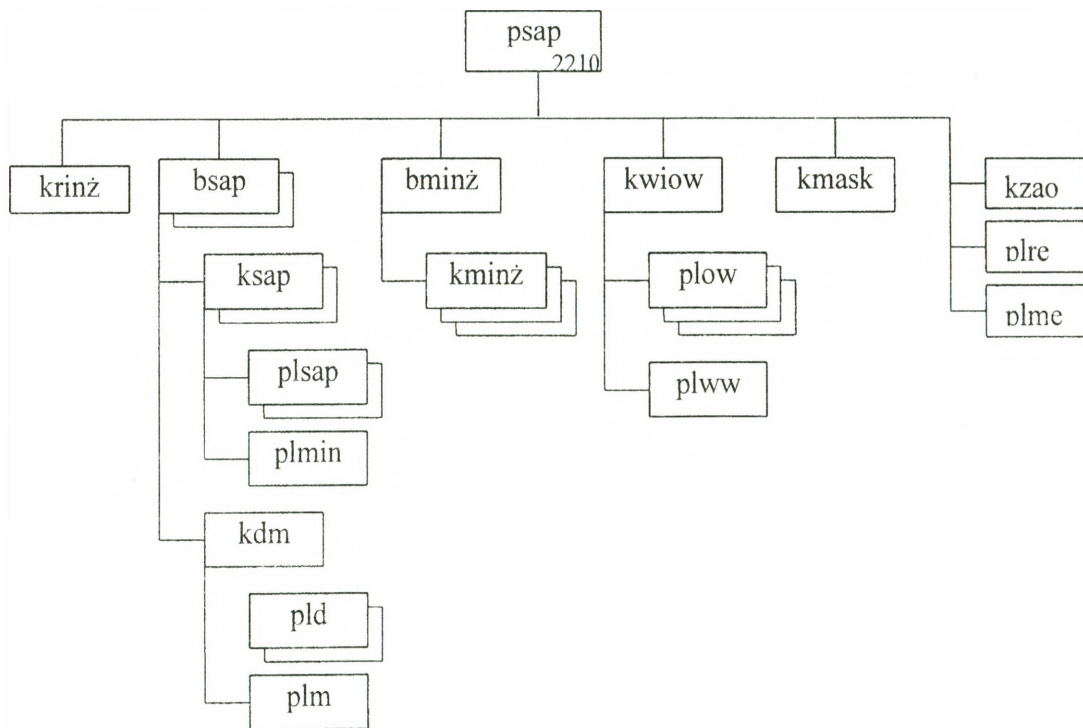 psap
2210
krinż
bsap
bminż
kwiow
kmask
kzao
plre
plme
ksap
kminż
plow
plsap
plww
plmin
kdm
pld
plm